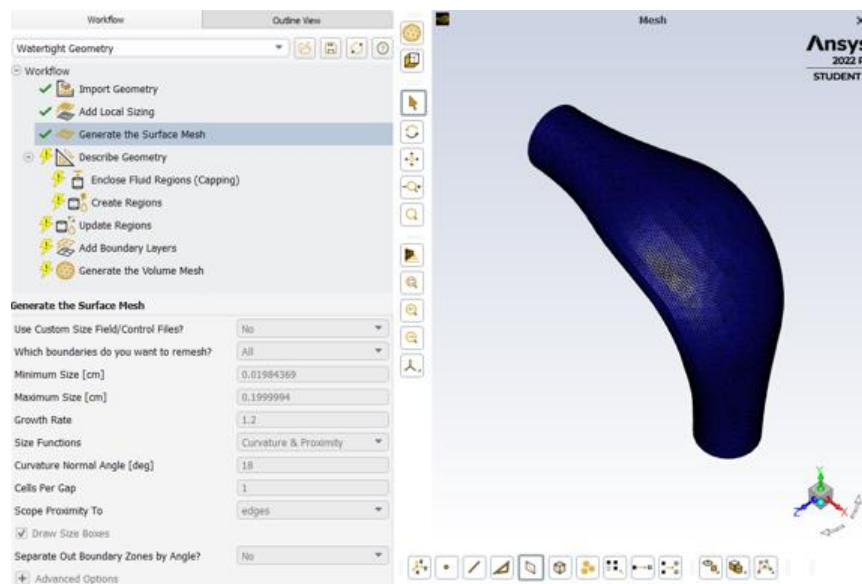 Workflow
Outline View
Watertight Geometry
Workflow
Import Geometry
Add Local Sizing
Generate the Surface Mesh
Describe Geometry
Enclose Fluid Regions (Capping)
Create Regions
Update Regions
Add Boundary Layers
Generate the Volume Mesh
Generate the Surface Mesh
Use Custom Size Field/Control Files? No
Which boundaries do you want to remesh? All
Minimum Size [cm] 0.01984369
Maximum Size [cm] 0.1999994
Growth Rate 1.2
Size Functions Curvature & Proximity
Curvature Normal Angle [deg] 18
Cells Per Gap 1
Scope Proximity To edges
Draw Size Boxes
Separate Out Boundary Zones by Angle? No
Advanced Options
Mesh
Ansys
2022 R
STUDENT
Y
Z
X